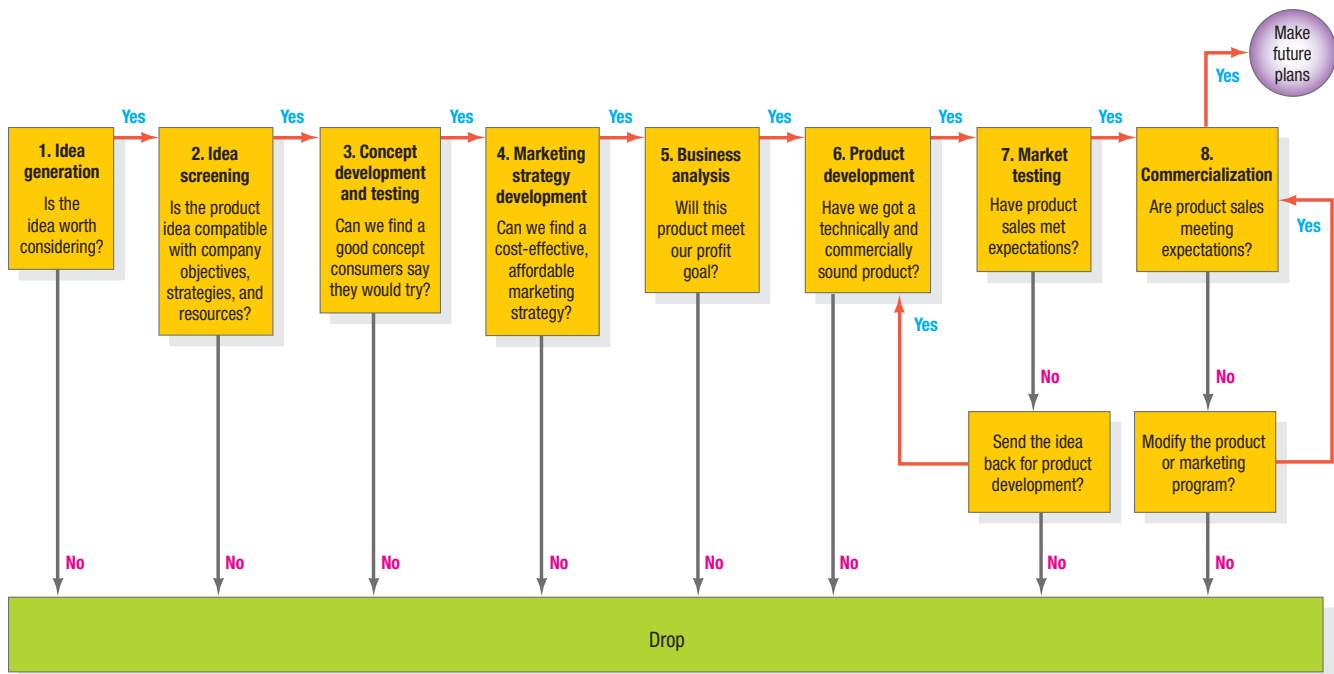 Make
future
plans
Yes
Yes
Yes
Yes
Yes
Yes
Yes
Yes
1. Idea
generation
Is the
idea worth
considering?
2. Idea
screening
Is the product
idea compatible
with company
objectives,
strategies, and
resources?
3. Concept
development
and testing
Can we find a
good concept
consumers say
they would try?
4. Marketing
strategy
development
Can we find a
cost-effective,
affordable
marketing
strategy?
5. Business
analysis
Will this
product meet
our profit
goal?
6. Product
development
Have we got a
technically and
commercially
sound product?
7. Market
testing
Have product
sales met
expectations?
8.
Commercialization
Are product sales
meeting
expectations?
Yes
Yes
No
No
Send the idea
back for product
development?
Modify the product
or marketing
program?
No
No
No
No
No
No
No
No
Drop